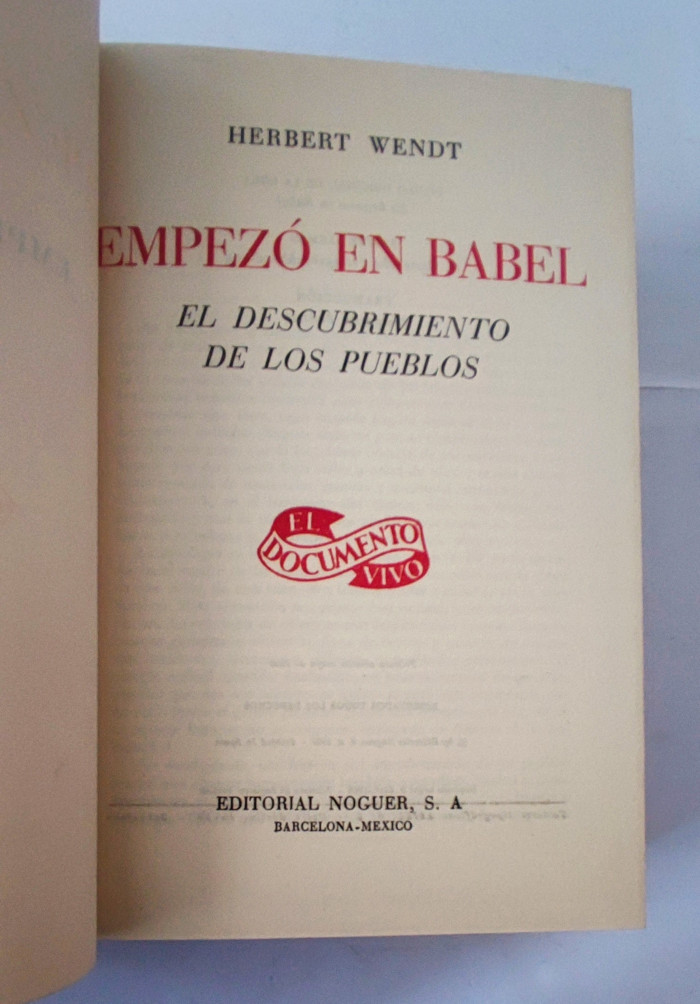 HERBERT WENDT
EMPEZÓ EN BABEL
EL DESCUBRIMIENTO
DE LOS PUEBLOS
EL
DOCUMENTO
VIVO
EDITORIAL NOGUER, S. A
BARCELONA-MEXICO